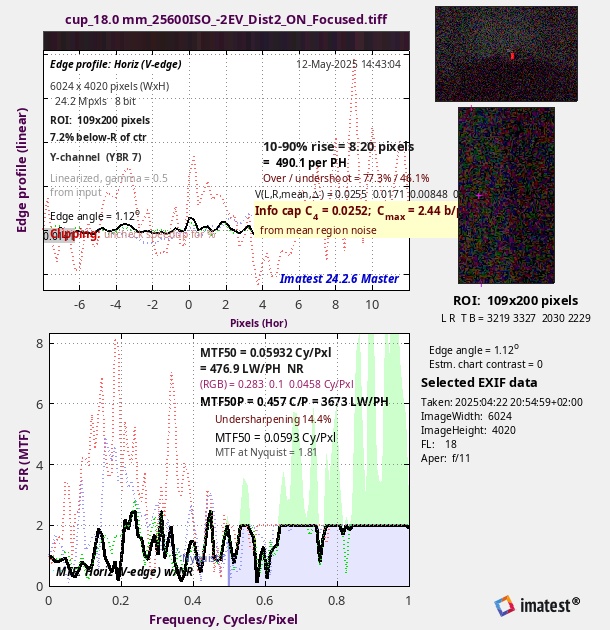 cup_18.0 mm_25600ISO_-2EV_Dist2_ON_Focused.tiff
Edge profile: Horiz (V-edge)
12-May-2025 14:43:04
6024 x 4020 pixels (WxH)
24.2 Mpxls 8 bit
ROI: 109x200 pixels
7.2% below-R of ctr
Y-channel (YBR 7)
Linearized, gamma = 0.5
from input
Edge angle = 1.12⁰
Clipping:
10-90% rise = 8.20 pixels
= 490.1 per PH
Over / undershoot = 77.3% / 46.1%
V(L,R,mean,Δ) = 0.0255 0.0171 0.00848 0
Info cap C4 = 0.0252; Cmax = 2.44 b/p
from mean region noise
Imatest 24.2.6 Master
Edge profile (linear)
-6 -4 -2 0 2 4 6 8 10
Pixels (Hor)
ROI: 109x200 pixels
L R T B = 3219 3327 2030 2229
Edge angle = 1.12⁰
Estm. chart contrast = 0
Selected EXIF data
Taken: 2025:04:22 20:54:59+02:00
ImageWidth: 6024
ImageHeight: 4020
FL: 18
Aper: f/11
MTF50 = 0.05932 Cy/Pxl
= 476.9 LW/PH NR
(RGB) = 0.283 0.1 0.0458 Cy/Pxl
MTF50P = 0.457 C/P = 3673 LW/PH
Undersharpening 14.4%
MTF50 = 0.0593 Cy/Pxl
MTF at Nyquist = 1.81
MTF: Horiz (V-edge) w/NR
SFR (MTF)
8
6
4
2
0
0 0.2 0.4 0.6 0.8 1
Frequency, Cycles/Pixel
imatest®